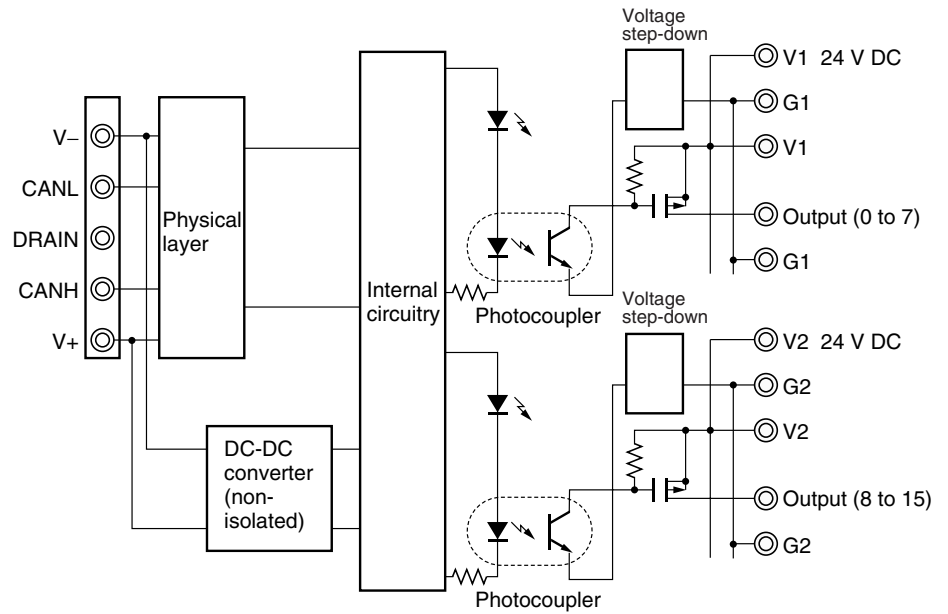 Voltage
step-down
V1 24 V DC
G1
V1
Output (0 to 7)
G1
V–
CANL
DRAIN
CANH
V+
Physical
layer
Internal
circuitry
Photocoupler
Voltage
step-down
V2 24 V DC
G2
V2
Output (8 to 15)
G2
DC-DC
converter
(non-
isolated)
Photocoupler